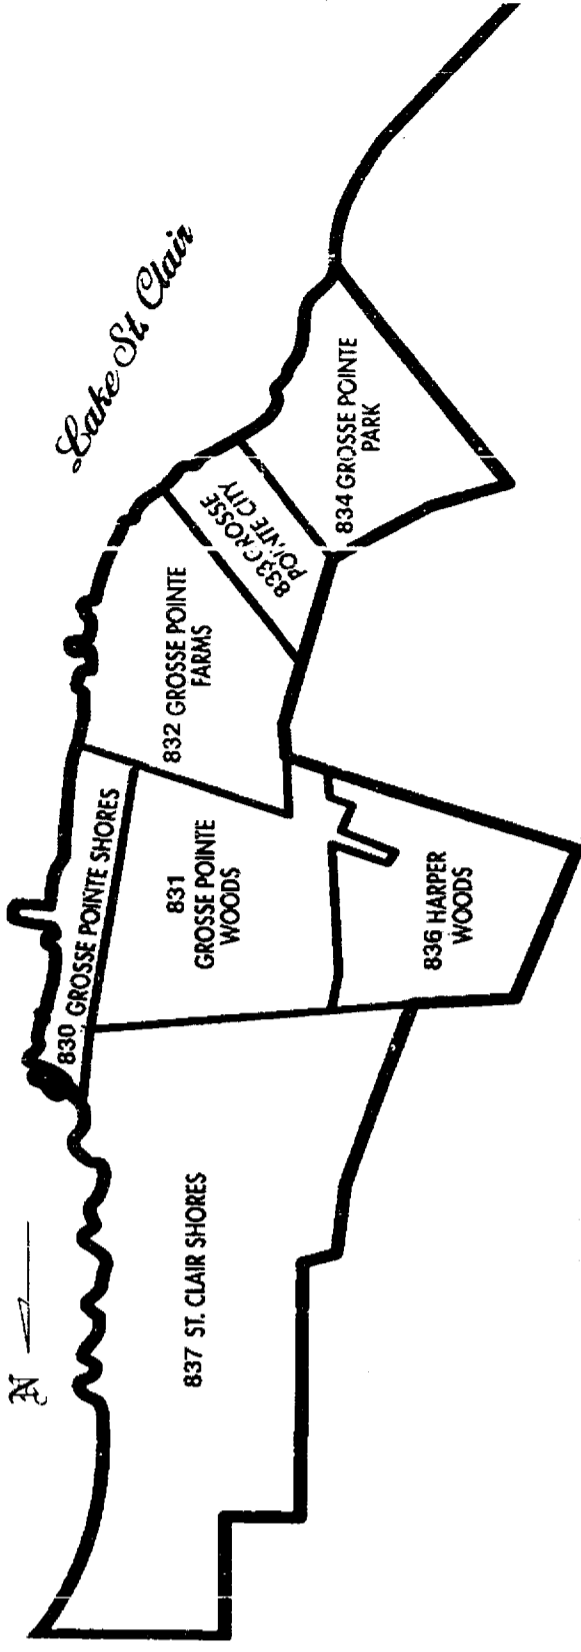 Lake St. Clair
834 GROSSE POINTE
PARK
833 GROSSE
POINTE CITY
832 GROSSE POINTE
FARMS
830 GROSSE POINTE SHORES
831
GROSSE POINTE
WOODS
836 HARPER
WOODS
837 ST. CLAIR SHORES
N